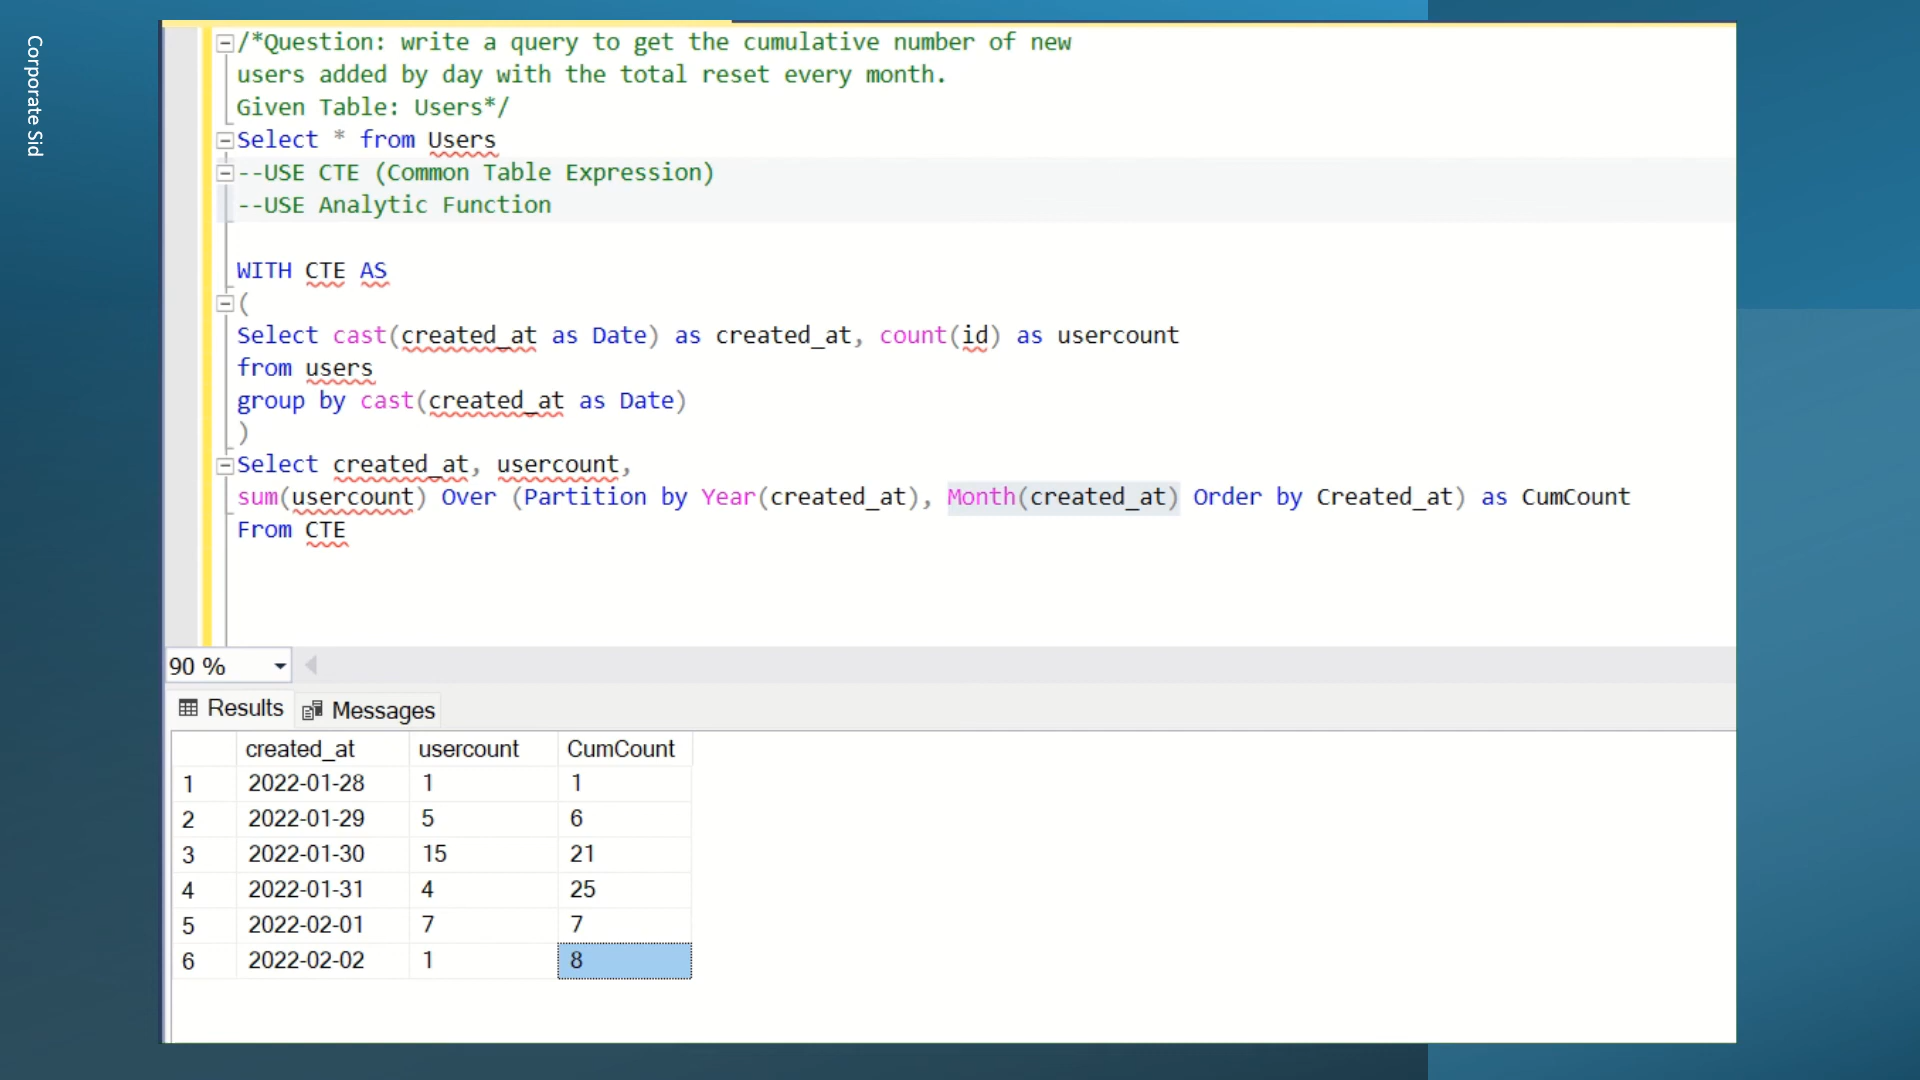 Corporate Sid
/*Question: write a query to get the cumulative number of new
users added by day with the total reset every month.
Given Table: Users*/
Select * from Users
--USE CTE (Common Table Expression)
--USE Analytic Function
WITH CTE AS
(
Select cast(created_at as Date) as created_at, count(id) as usercount
from users
group by cast(created_at as Date)
)
Select created_at, usercount,
sum(usercount) Over (Partition by Year(created_at), Month(created_at) Order by Created_at) as CumCount
From CTE
90 %
Results Messages
created_at usercount CumCount
1 2022-01-28 1 1
2 2022-01-29 5 6
3 2022-01-30 15 21
4 2022-01-31 4 25
5 2022-02-01 7 7
6 2022-02-02 1 8